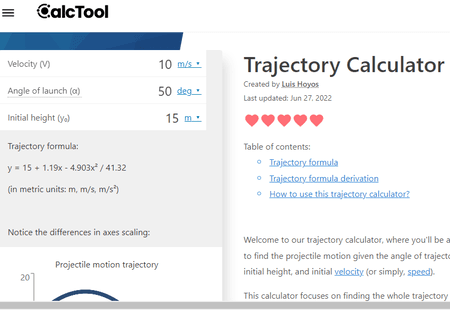 CalcTool
Velocity (V) 10 m/s
Angle of launch (α) 50 deg
Initial height (y₀) 15 m
Trajectory formula:
y = 15 + 1.19x - 4.903x² / 41.32
(in metric units: m, m/s, m/s²)
Notice the differences in axes scaling:
Projectile motion trajectory
20
Trajectory Calculator
Created by Luis Hoyos
Last updated: Jun 27, 2022
Table of contents:
Trajectory formula
Trajectory formula derivation
How to use this trajectory calculator?
Welcome to our trajectory calculator, where you'll be a
to find the projectile motion given the angle of traject
initial height, and initial velocity (or simply, speed).
This calculator focuses on finding the whole trajectory